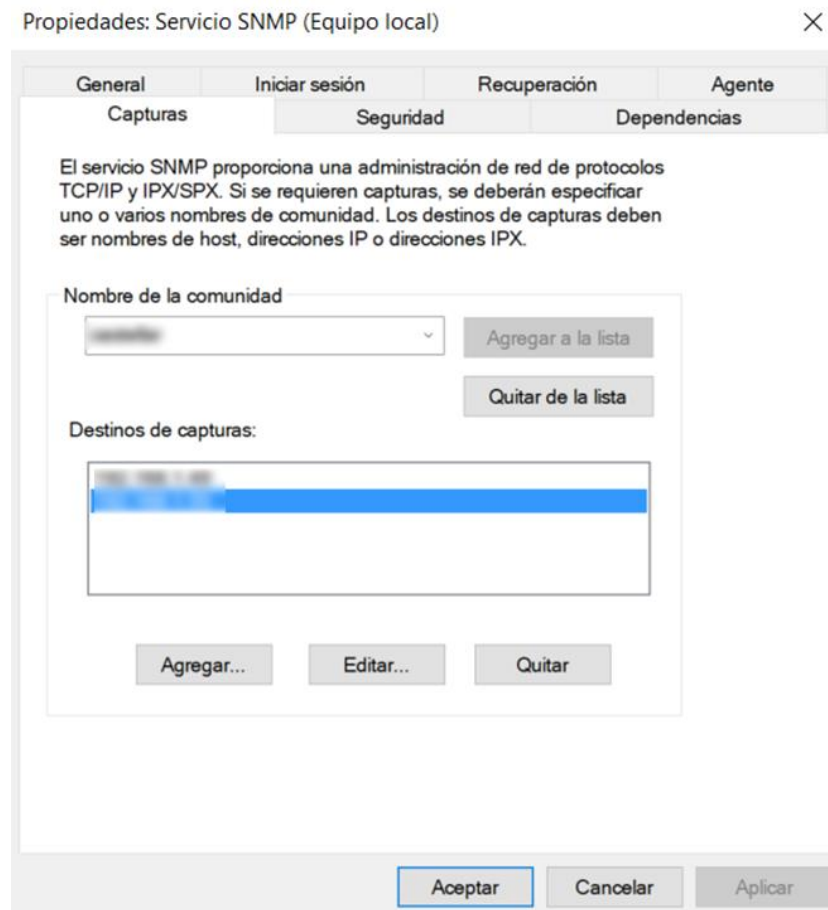 Propiedades: Servicio SNMP (Equipo local)
General Iniciar sesión Recuperación Agente
Capturas Seguridad Dependencias
El servicio SNMP proporciona una administración de red de protocolos
TCP/IP y IPX/SPX. Si se requieren capturas, se deberán especificar
uno o varios nombres de comunidad. Los destinos de capturas deben
ser nombres de host, direcciones IP o direcciones IPX.
Nombre de la comunidad
Agregar a la lista
Quitar de la lista
Destinos de capturas:
Agregar... Editar... Quitar
Aceptar Cancelar Aplicar